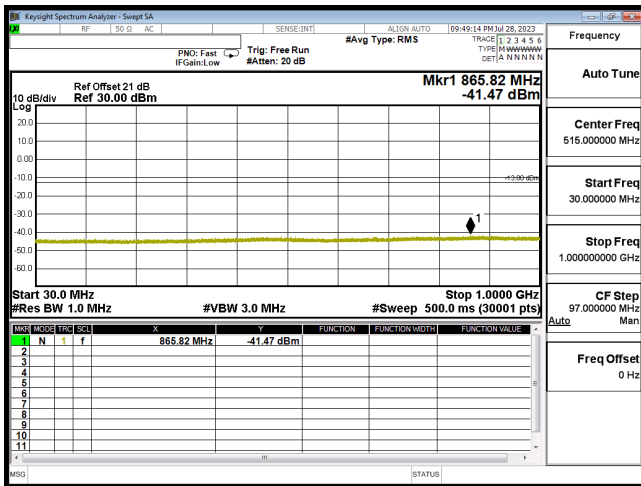 Keysight Spectrum Analyzer - Swept SA
LXI RF 50 Ω AC SENSE:INT ALIGN AUTO 09:49:14 PM Jul 28, 2023
#Avg Type: RMS TRACE 1 2 3 4 5 6
PNO: Fast Trig: Free Run TYPE M WWWWW
IFGain:Low #Atten: 20 dB DET A N N N N N
Ref Offset 21 dB Mkr1 865.82 MHz
10 dB/div Ref 30.00 dBm -41.47 dBm
Log
20.0
10.0
0.00
-10.0
-13.00 dBm
-20.0
-30.0
1
-40.0
-50.0
-60.0
Start 30.0 MHz Stop 1.0000 GHz
#Res BW 1.0 MHz #VBW 3.0 MHz #Sweep 500.0 ms (30001 pts)
MKR MODE TRC SCL X Y FUNCTION FUNCTION WIDTH FUNCTION VALUE
1 N 1 f 865.82 MHz -41.47 dBm
2
3
4
5
6
7
8
9
10
11
MSG STATUS
Frequency
Auto Tune
Center Freq
515.000000 MHz
Start Freq
30.000000 MHz
Stop Freq
1.000000000 GHz
CF Step
97.000000 MHz
Auto Man
Freq Offset
0 Hz